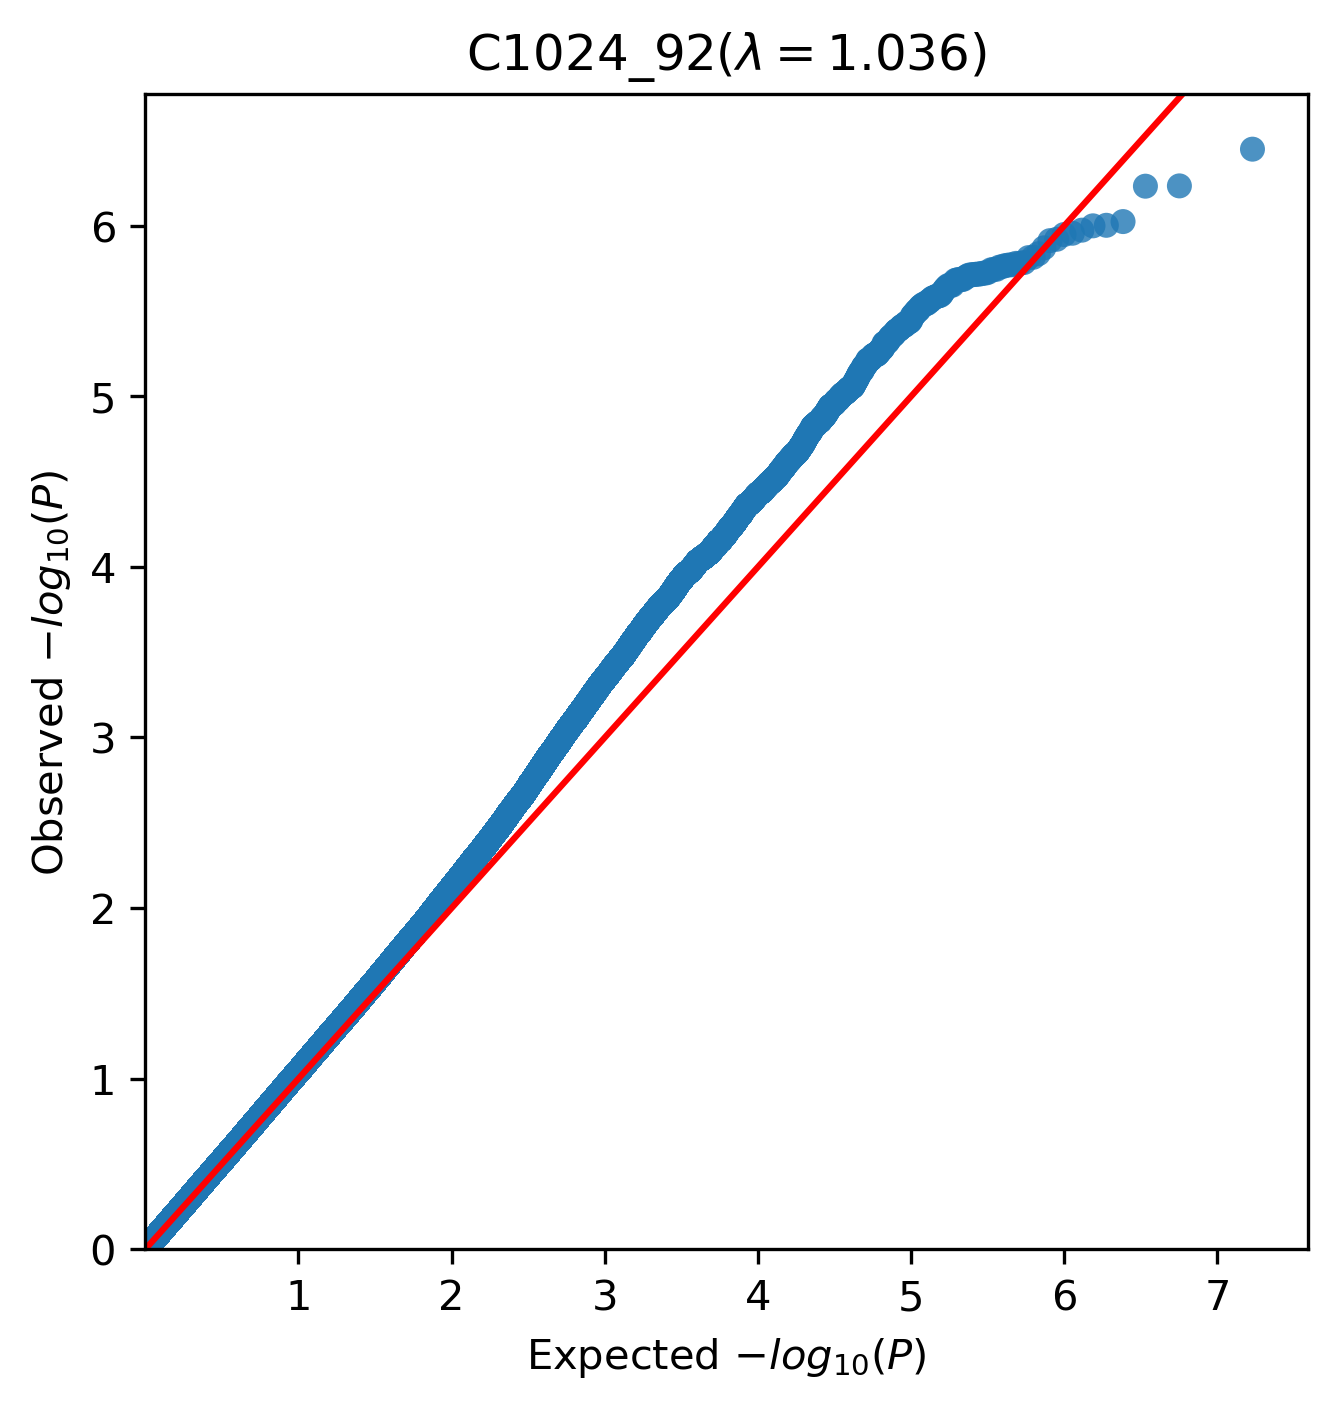 C1024_92(λ = 1.036)
Observed −log₁₀(P)
6
5
4
3
2
1
0
1 2 3 4 5 6 7
Expected −log₁₀(P)